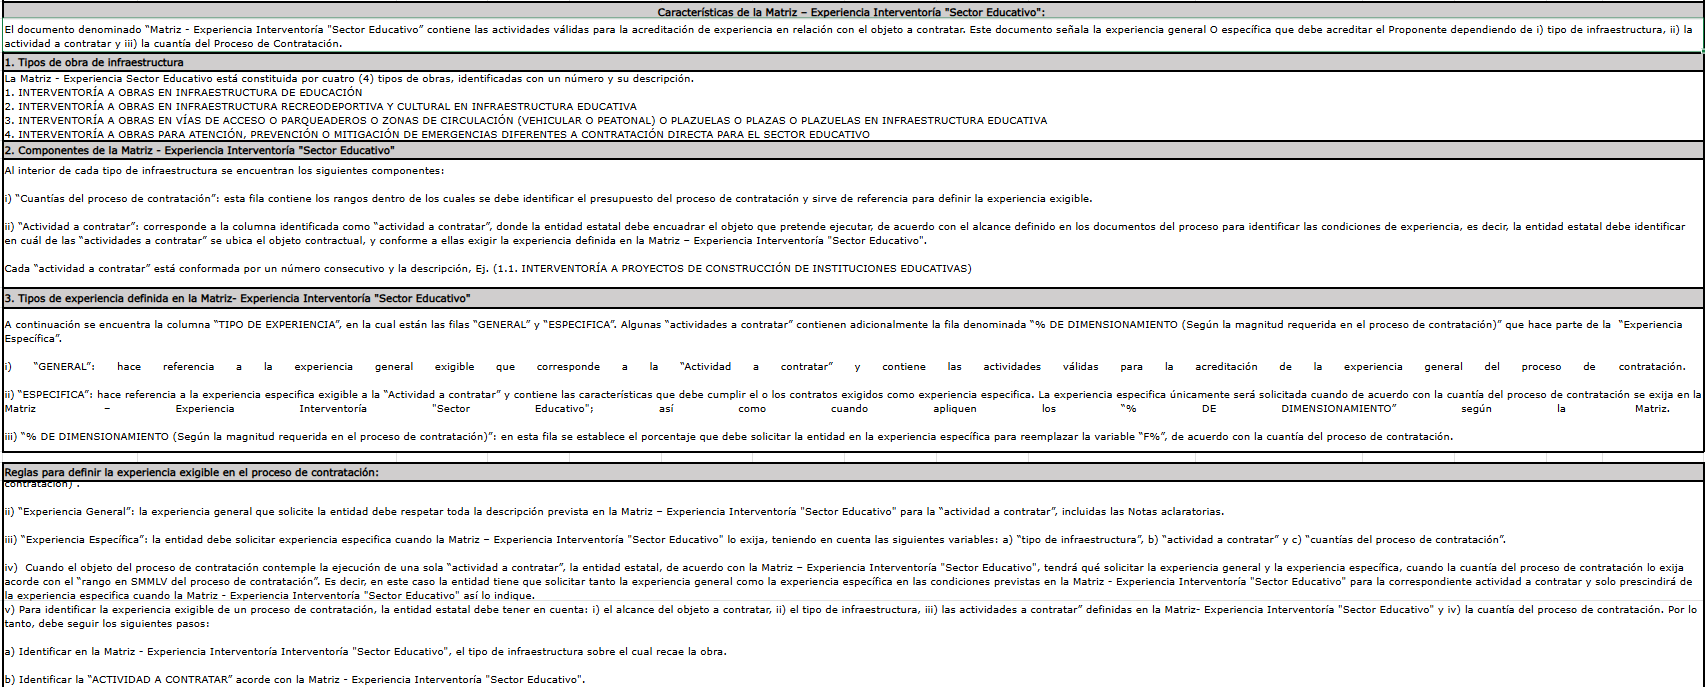 Características de la Matriz – Experiencia Interventoría "Sector Educativo":
El documento denominado “Matriz - Experiencia Interventoría "Sector Educativo” contiene las actividades válidas para la acreditación de experiencia en relación con el objeto a contratar. Este documento señala la experiencia general O específica que debe acreditar el Proponente dependiendo de i) tipo de infraestructura, ii) la
actividad a contratar y iii) la cuantía del Proceso de Contratación.
1. Tipos de obra de infraestructura
La Matriz - Experiencia Sector Educativo está constituida por cuatro (4) tipos de obras, identificadas con un número y su descripción.
1. INTERVENTORÍA A OBRAS EN INFRAESTRUCTURA DE EDUCACIÓN
2. INTERVENTORÍA A OBRAS EN INFRAESTRUCTURA RECREODEPORTIVA Y CULTURAL EN INFRAESTRUCTURA EDUCATIVA
3. INTERVENTORÍA A OBRAS EN VÍAS DE ACCESO O PARQUEADEROS O ZONAS DE CIRCULACIÓN (VEHICULAR O PEATONAL) O PLAZUELAS O PLAZAS O PLAZUELAS EN INFRAESTRUCTURA EDUCATIVA
4. INTERVENTORÍA A OBRAS PARA ATENCIÓN, PREVENCIÓN O MITIGACIÓN DE EMERGENCIAS DIFERENTES A CONTRATACIÓN DIRECTA PARA EL SECTOR EDUCATIVO
2. Componentes de la Matriz - Experiencia Interventoría "Sector Educativo"
Al interior de cada tipo de infraestructura se encuentran los siguientes componentes:
i) “Cuantías del proceso de contratación”: esta fila contiene los rangos dentro de los cuales se debe identificar el presupuesto del proceso de contratación y sirve de referencia para definir la experiencia exigible.
ii) “Actividad a contratar”: corresponde a la columna identificada como “actividad a contratar”, donde la entidad estatal debe encuadrar el objeto que pretende ejecutar, de acuerdo con el alcance definido en los documentos del proceso para identificar las condiciones de experiencia, es decir, la entidad estatal debe identificar
en cuál de las “actividades a contratar” se ubica el objeto contractual, y conforme a ellas exigir la experiencia definida en la Matriz – Experiencia Interventoría "Sector Educativo".
Cada “actividad a contratar” está conformada por un número consecutivo y la descripción, Ej. (1.1. INTERVENTORÍA A PROYECTOS DE CONSTRUCCIÓN DE INSTITUCIONES EDUCATIVAS)
3. Tipos de experiencia definida en la Matriz- Experiencia Interventoría "Sector Educativo"
A continuación se encuentra la columna “TIPO DE EXPERIENCIA”, en la cual están las filas “GENERAL” y “ESPECIFICA”. Algunas “actividades a contratar” contienen adicionalmente la fila denominada “% DE DIMENSIONAMIENTO (Según la magnitud requerida en el proceso de contratación)” que hace parte de la “Experiencia
Específica”.
i) “GENERAL”: hace referencia a la experiencia general exigible que corresponde a la “Actividad a contratar” y contiene las actividades válidas para la acreditación de la experiencia general del proceso de contratación.
ii) “ESPECIFICA”: hace referencia a la experiencia especifica exigible a la “Actividad a contratar” y contiene las características que debe cumplir el o los contratos exigidos como experiencia especifica. La experiencia especifica únicamente será solicitada cuando de acuerdo con la cuantía del proceso de contratación se exija en la
Matriz – Experiencia Interventoría "Sector Educativo"; así como cuando apliquen los “% DE DIMENSIONAMIENTO” según la Matriz.
iii) “% DE DIMENSIONAMIENTO (Según la magnitud requerida en el proceso de contratación)”: en esta fila se establece el porcentaje que debe solicitar la entidad en la experiencia específica para reemplazar la variable “F%”, de acuerdo con la cuantía del proceso de contratación.
Reglas para definir la experiencia exigible en el proceso de contratación:
contratación) .
ii) “Experiencia General”: la experiencia general que solicite la entidad debe respetar toda la descripción prevista en la Matriz – Experiencia Interventoría "Sector Educativo" para la “actividad a contratar”, incluidas las Notas aclaratorias.
iii) “Experiencia Específica”: la entidad debe solicitar experiencia especifica cuando la Matriz – Experiencia Interventoría "Sector Educativo" lo exija, teniendo en cuenta las siguientes variables: a) “tipo de infraestructura”, b) “actividad a contratar” y c) “cuantías del proceso de contratación”.
iv) Cuando el objeto del proceso de contratación contemple la ejecución de una sola “actividad a contratar”, la entidad estatal, de acuerdo con la Matriz – Experiencia Interventoría "Sector Educativo", tendrá qué solicitar la experiencia general y la experiencia específica, cuando la cuantía del proceso de contratación lo exija
acorde con el “rango en SMMLV del proceso de contratación”. Es decir, en este caso la entidad tiene que solicitar tanto la experiencia general como la experiencia específica en las condiciones previstas en la Matriz - Experiencia Interventoría "Sector Educativo" para la correspondiente actividad a contratar y solo prescindirá de
la experiencia especifica cuando la Matriz - Experiencia Interventoría "Sector Educativo" así lo indique.
v) Para identificar la experiencia exigible de un proceso de contratación, la entidad estatal debe tener en cuenta: i) el alcance del objeto a contratar, ii) el tipo de infraestructura, iii) las actividades a contratar” definidas en la Matriz- Experiencia Interventoría "Sector Educativo" y iv) la cuantía del proceso de contratación. Por lo
tanto, debe seguir los siguientes pasos:
a) Identificar en la Matriz - Experiencia Interventoría Interventoría "Sector Educativo", el tipo de infraestructura sobre el cual recae la obra.
b) Identificar la “ACTIVIDAD A CONTRATAR” acorde con la Matriz - Experiencia Interventoría "Sector Educativo".